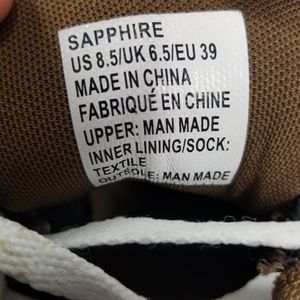 SAPPHIRE
US 8.5/UK 6.5/EU 39
MADE IN CHINA
FABRIQUÉ EN CHINE
UPPER: MAN MADE
INNER LINING/SOCK:
TEXTILE
OUTSOLE: MAN MADE